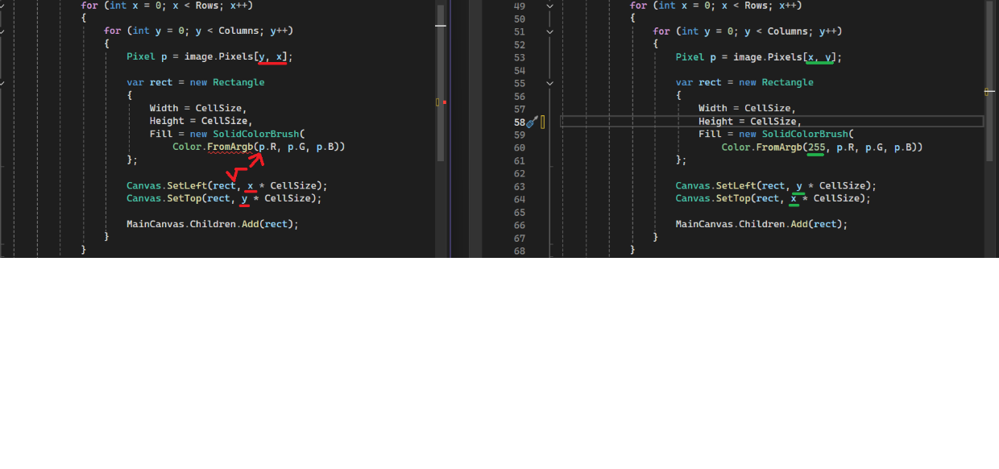 for (int x = 0; x < Rows; x++)
{
for (int y = 0; y < Columns; y++)
{
Pixel p = image.Pixels[y, x];
var rect = new Rectangle
{
Width = CellSize,
Height = CellSize,
Fill = new SolidColorBrush(
Color.FromArgb(p.R, p.G, p.B))
};
Canvas.SetLeft(rect, x * CellSize);
Canvas.SetTop(rect, y * CellSize);
MainCanvas.Children.Add(rect);
}
}
49 for (int x = 0; x < Rows; x++)
50 {
51 for (int y = 0; y < Columns; y++)
52 {
53 Pixel p = image.Pixels[x, y];
54
55 var rect = new Rectangle
56 {
57 Width = CellSize,
58 Height = CellSize,
59 Fill = new SolidColorBrush(
60 Color.FromArgb(255, p.R, p.G, p.B))
61 };
62
63 Canvas.SetLeft(rect, y * CellSize);
64 Canvas.SetTop(rect, x * CellSize);
65
66 MainCanvas.Children.Add(rect);
67 }
68 }